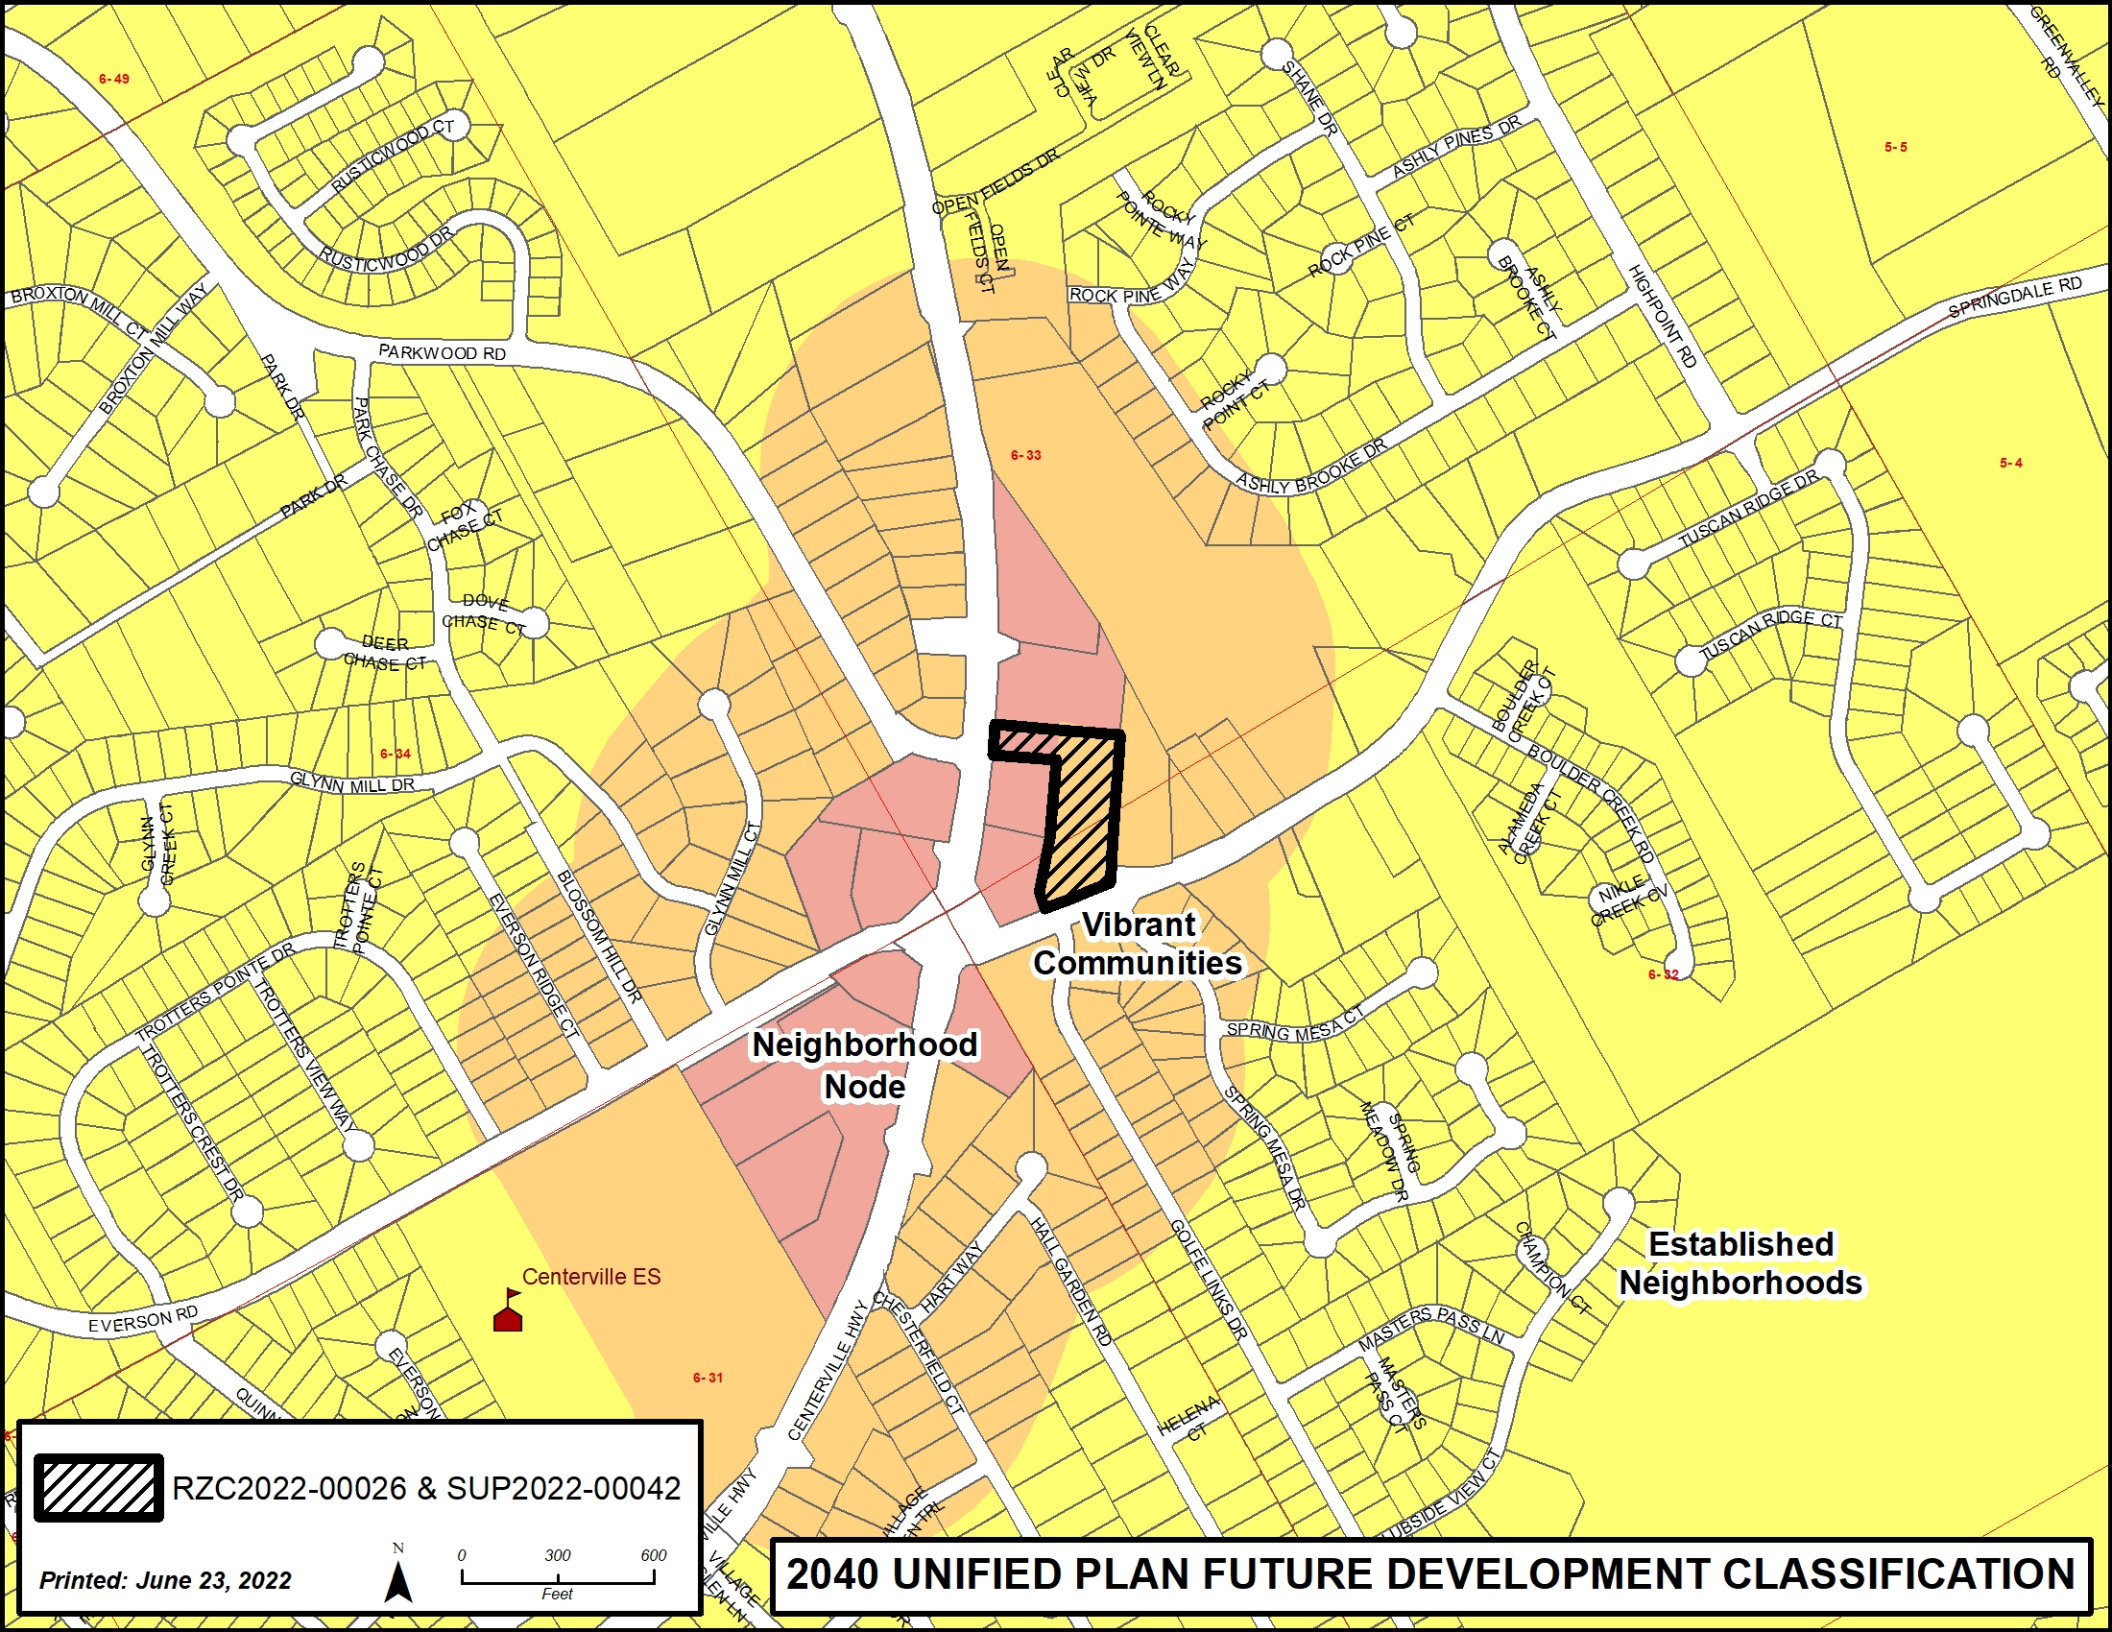 6-49
RUSTICWOOD CT
RUSTICWOOD DR
BROXTON MILL CT
BROXTON MILL WAY
PARKWOOD RD
PARK DR
PARK CHASE DR
PARK DR
FOX
CHASE CT
DOVE
CHASE CT
DEER
CHASE CT
CLEAR
VIEW DR
CLEAR
VIEW LN
OPEN FIELDS DR
OPEN
FIELDS CT
SHANE DR
ASHLY PINES DR
ROCKY
POINTE WAY
ROCK PINE CT
ROCK PINE WAY
ASHLY
BROOKE CT
HIGHPOINT RD
ROCKY
POINT CT
ASHLY BROOKE DR
GREENVALLEY
RD
5-5
SPRINGDALE RD
5-4
6-33
TUSCAN RIDGE DR
TUSCAN RIDGE CT
BOULDER
CREEK CT
BOULDER CREEK RD
ALAMEDA
CREEK CT
NIKLE
CREEK CV
6-32
6-34
GLYNN MILL DR
GLYNN
CREEK CT
GLYNN MILL CT
TROTTERS
POINTE CT
EVERSON RIDGE CT
BLOSSOM HILL DR
TROTTERS POINTE DR
TROTTERS VIEW WAY
TROTTERS CREST DR
Vibrant
Communities
Neighborhood
Node
SPRING MESA CT
SPRING MESA DR
SPRING
MEADOW DR
Established
Neighborhoods
CHAMPION CT
GOLFE LINKS DR
HALL GARDEN RD
HART WAY
CHESTERFIELD CT
CENTERVILLE HWY
MASTERS PASS LN
MASTERS
PASS CT
HELENA
CT
Centerville ES
6-31
EVERSON RD
EVERSON
QUINN
VILLE HWY
VILLAGE
RZC2022-00026 & SUP2022-00042
Printed: June 23, 2022
N
0 300 600
Feet
2040 UNIFIED PLAN FUTURE DEVELOPMENT CLASSIFICATION